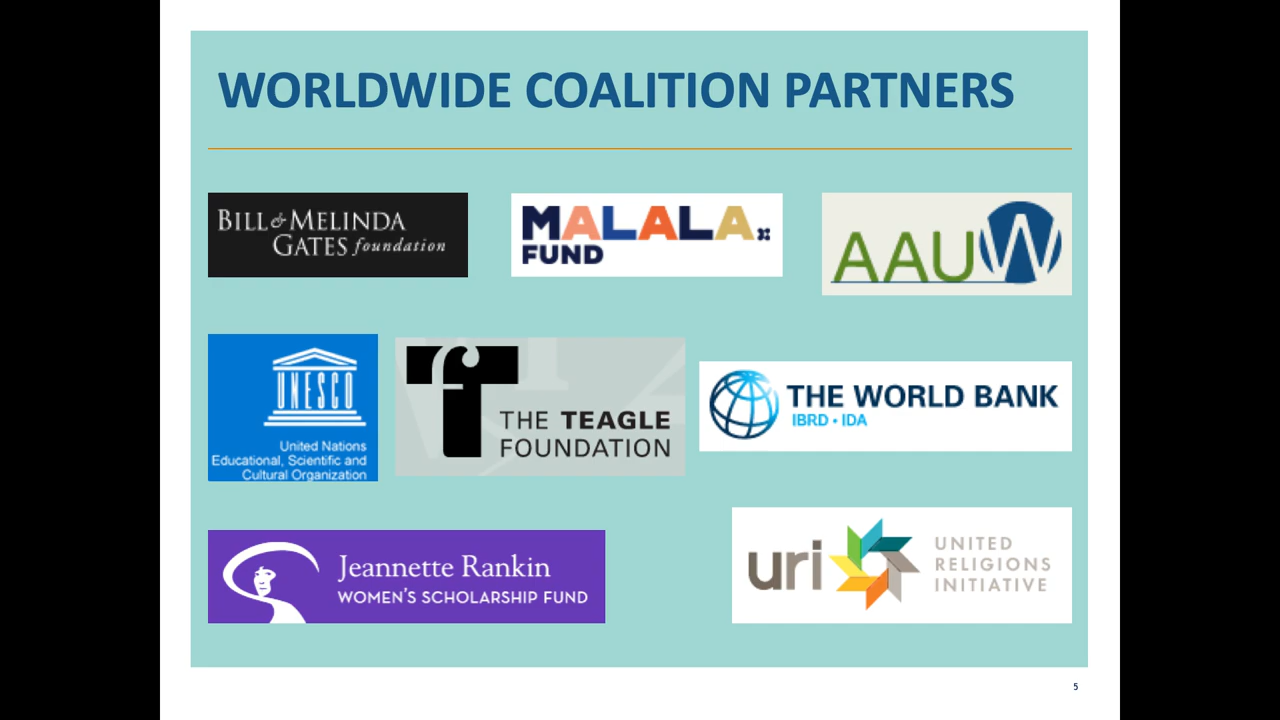 WORLDWIDE COALITION PARTNERS
BILL & MELINDA
GATES foundation
MALALA
FUND
AAUW
UNESCO
United Nations
Educational, Scientific and
Cultural Organization
THE TEAGLE
FOUNDATION
THE WORLD BANK
IBRD • IDA
Jeannette Rankin
WOMEN'S SCHOLARSHIP FUND
uri
UNITED
RELIGIONS
INITIATIVE
5